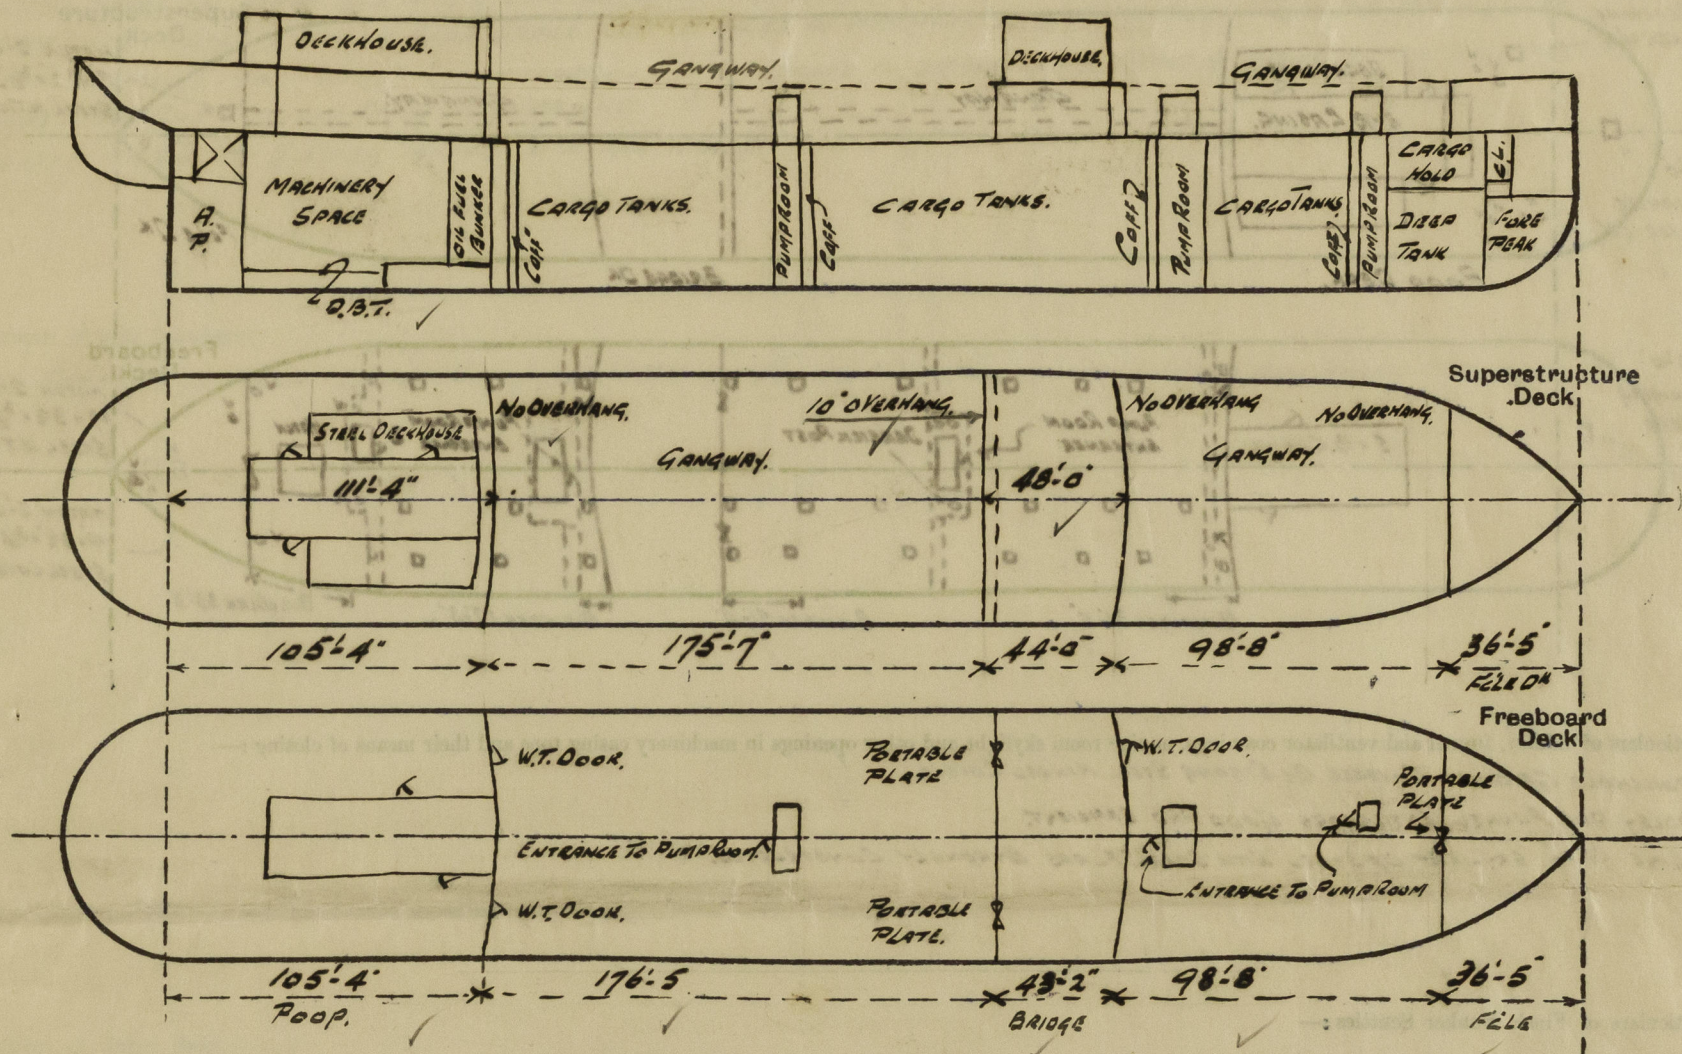 DECKHOUSE.
GANGWAY.
DECKHOUSE.
GANGWAY.
A.
P.
MACHINERY
SPACE
OIL FUEL
BUNKER
COFF
CARGO TANKS.
PUMPROOM
COFF
CARGO TANKS.
COFF
PUMPROOM
CARGO TANKS
COFF
PUMPROOM
CARGO
HOLD
DEEP
TANK
C.L.
FORE
PEAK
D.B.T.
Superstructure
Deck
NO OVERHANG.
10" OVERHANG.
NO OVERHANG
NO OVERHANG.
STEEL DECKHOUSE
GANGWAY.
GANGWAY.
111'-4"
48'-0"
105'-4"
175'-7"
44'-0"
98'-8"
36'-5"
F'CLE DK
Freeboard
Deck
W.T. DOOR.
PORTABLE
PLATE
W.T. DOOR.
PORTABLE
PLATE
ENTRANCE TO PUMPROOM.
ENTRANCE TO PUMPROOM
W.T. DOOR.
PORTABLE
PLATE.
105'-4"
176'-5
43'-2"
98'-8"
36'-5"
POOP.
BRIDGE
F'CLE